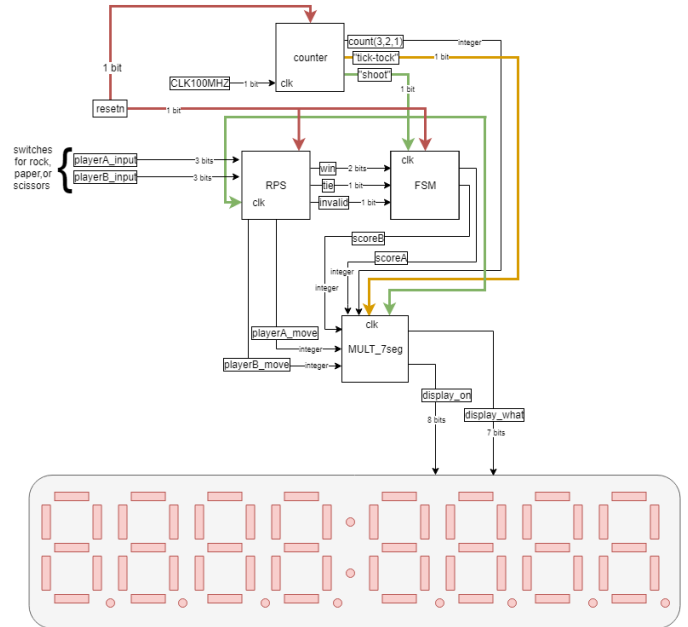 counter
count(3,2,1)
integer
"tick-tock"
1 bit
"shoot"
1 bit
clk
CLK100MHZ
1 bit
1 bit
resetn
1 bit
switches
for rock,
paper,or
scissors
playerA_input
3 bits
playerB_input
3 bits
RPS
clk
win
2 bits
tie
1 bit
invalid
1 bit
clk
FSM
scoreB
scoreA
integer
integer
integer
clk
MULT_7seg
playerA_move
integer
playerB_move
integer
display_on
8 bits
display_what
7 bits